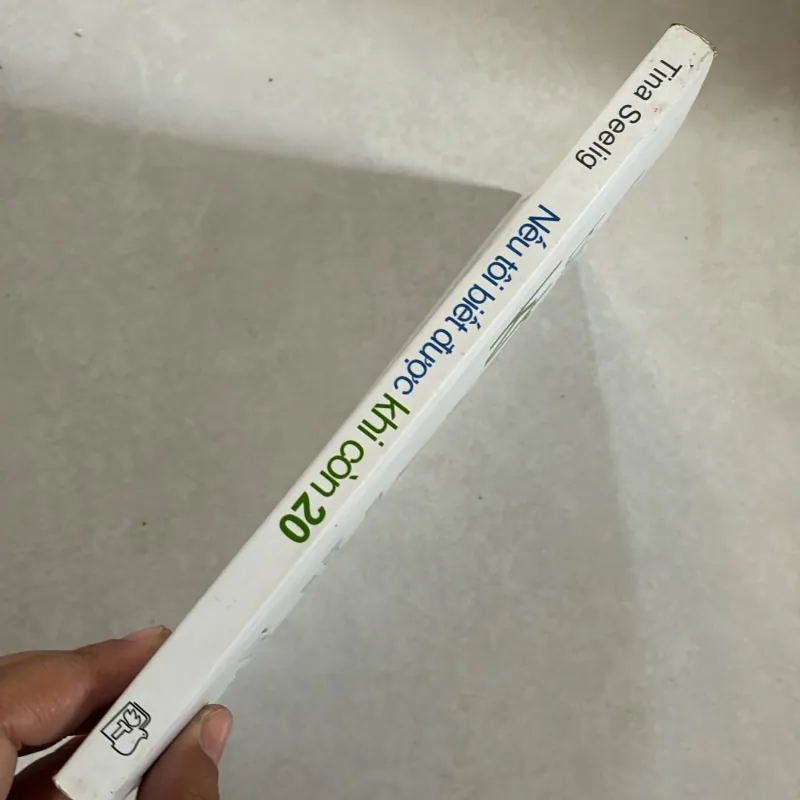 Tina Seelig
Nếu tôi biết được khi còn 20